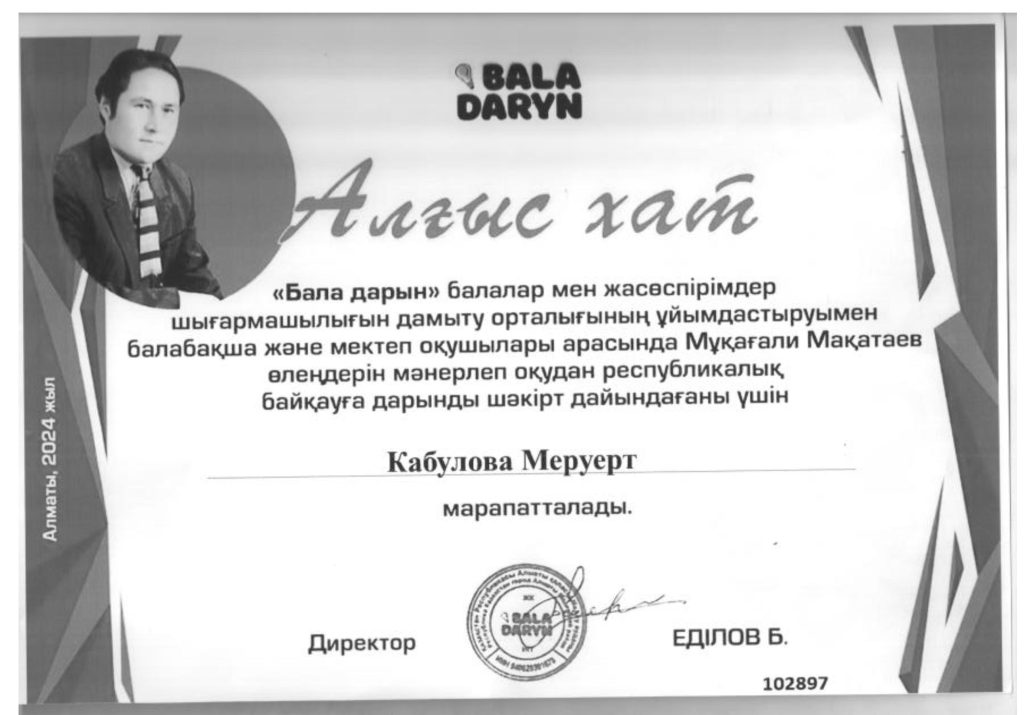 BALA
DARYN
Алғыс хат
«Бала дарын» балалар мен жасөспірімдер
шығармашылығын дамыту орталығының ұйымдастыруымен
балабақша және мектеп оқушылары арасында Мұқағали Мақатаев
өлеңдерін мәнерлеп оқудан республикалық
байқауға дарынды шәкірт дайындағаны үшін
Кабулова Меруерт
марапатталады.
Алматы, 2024 жыл
BALA
DARYN
Директор
ЕДІЛОВ Б.
102897